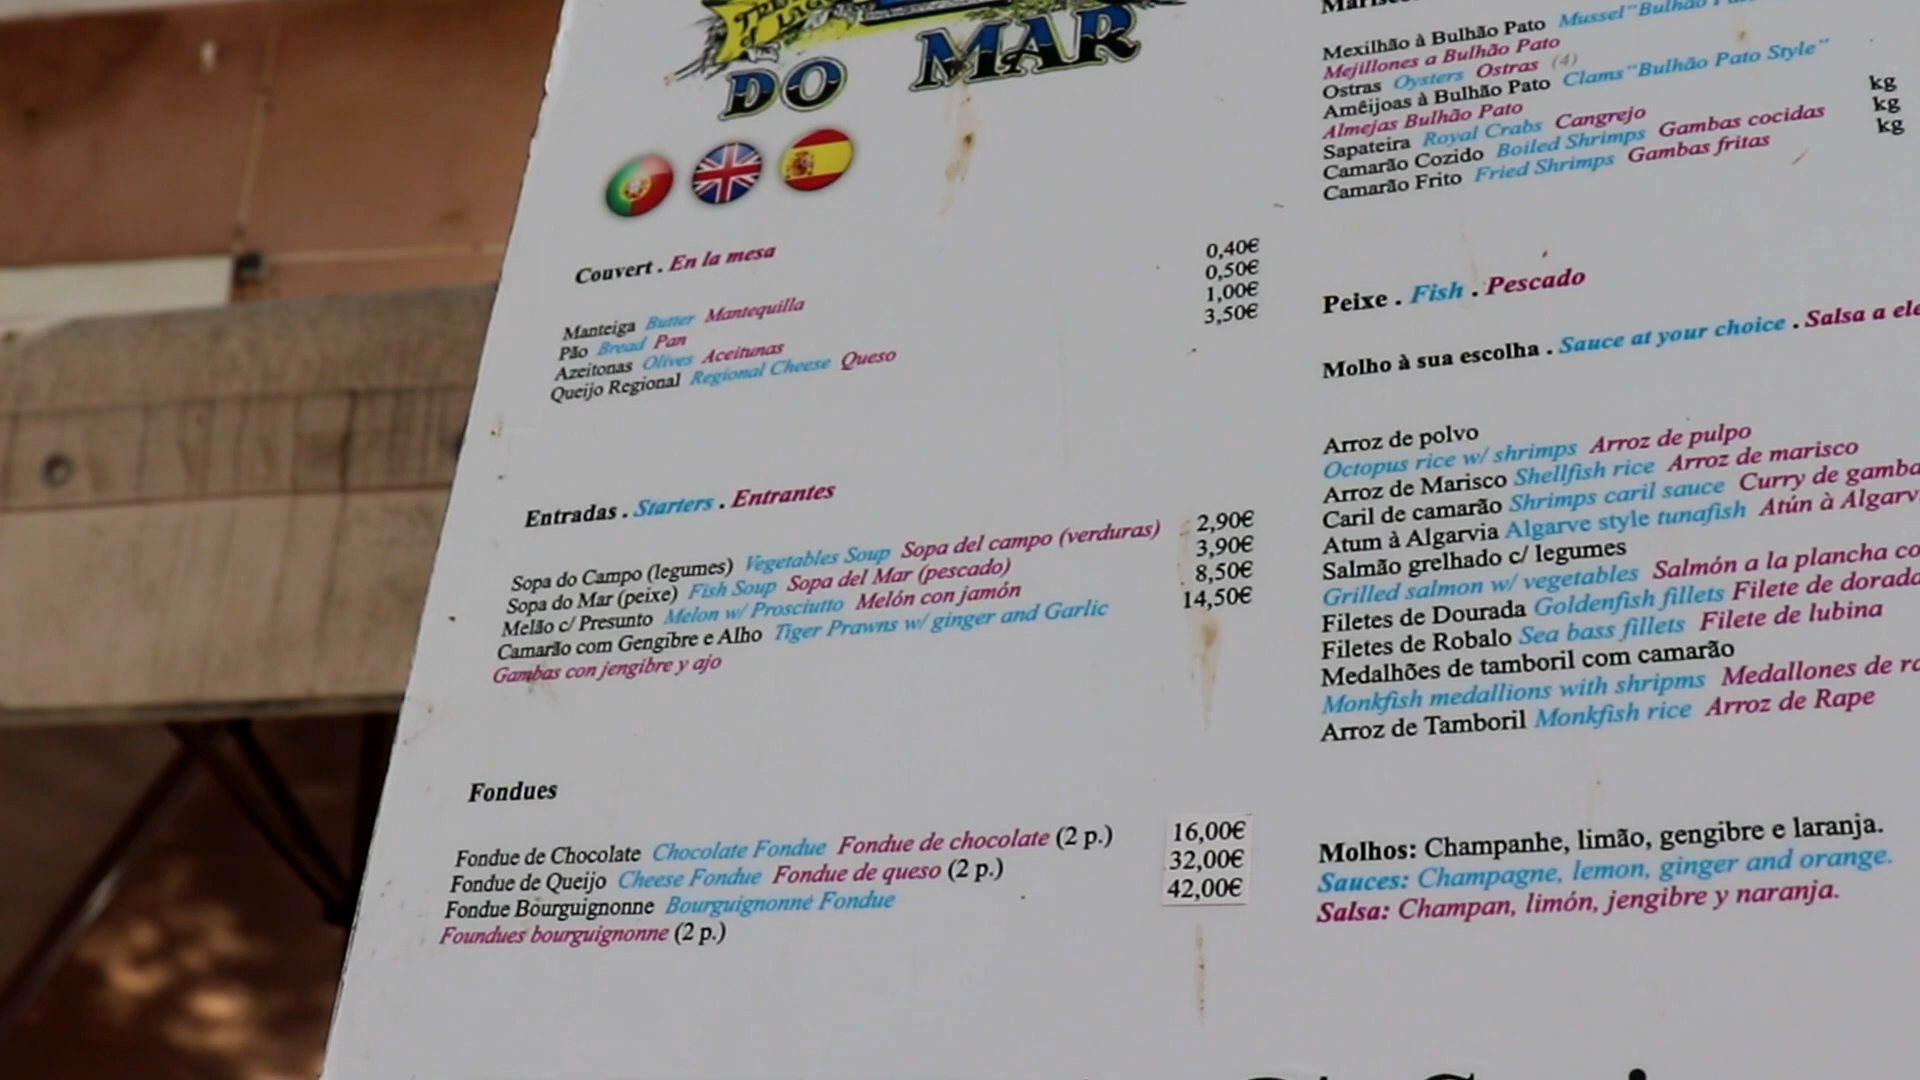 DO MAR
Couvert . En la mesa
Manteiga Butter Mantequilla 0,40€
Pão Bread Pan 0,50€
Azeitonas Olives Aceitunas 1,00€
Queijo Regional Regional Cheese Queso 3,50€
Entradas . Starters . Entrantes
Sopa do Campo (legumes) Vegetables Soup Sopa del campo (verduras) 2,90€
Sopa do Mar (peixe) Fish Soup Sopa del Mar (pescado) 3,90€
Melão c/ Presunto Melon w/ Prosciutto Melón con jamón 8,50€
Camarão com Gengibre e Alho Tiger Prawns w/ ginger and Garlic 14,50€
Gambas con jengibre y ajo
Fondues
Fondue de Chocolate Chocolate Fondue Fondue de chocolate (2 p.) 16,00€
Fondue de Queijo Cheese Fondue Fondue de queso (2 p.) 32,00€
Fondue Bourguignonne Bourguignonné Fondue 42,00€
Foundues bourguignonne (2 p.)
Mexilhão à Bulhão Pato Mussel "Bulhão
Mejillones a Bulhão Pato
Ostras Oysters Ostras (4)
Amêijoas à Bulhão Pato Clams "Bulhão Pato Style"
Almejas Bulhão Pato
Sapateira Royal Crabs Cangrejo kg
Camarão Cozido Boiled Shrimps Gambas cocidas kg
Camarão Frito Fried Shrimps Gambas fritas kg
Peixe . Fish . Pescado
Molho à sua escolha . Sauce at your choice . Salsa a
Arroz de polvo
Octopus rice w/ shrimps Arroz de pulpo
Arroz de Marisco Shellfish rice Arroz de marisco
Caril de camarão Shrimps caril sauce Curry de
Atum à Algarvia Algarve style tunafish Atún à
Salmão grelhado c/ legumes
Grilled salmon w/ vegetables Salmón a la plancha
Filetes de Dourada Goldenfish fillets Filete de dorada
Filetes de Robalo Sea bass fillets Filete de lubina
Medalhões de tamboril com camarão
Monkfish medallions with shripms Medallones de
Arroz de Tamboril Monkfish rice Arroz de Rape
Molhos: Champanhe, limão, gengibre e laranja.
Sauces: Champagne, lemon, ginger and orange.
Salsa: Champan, limón, jengibre y naranja.